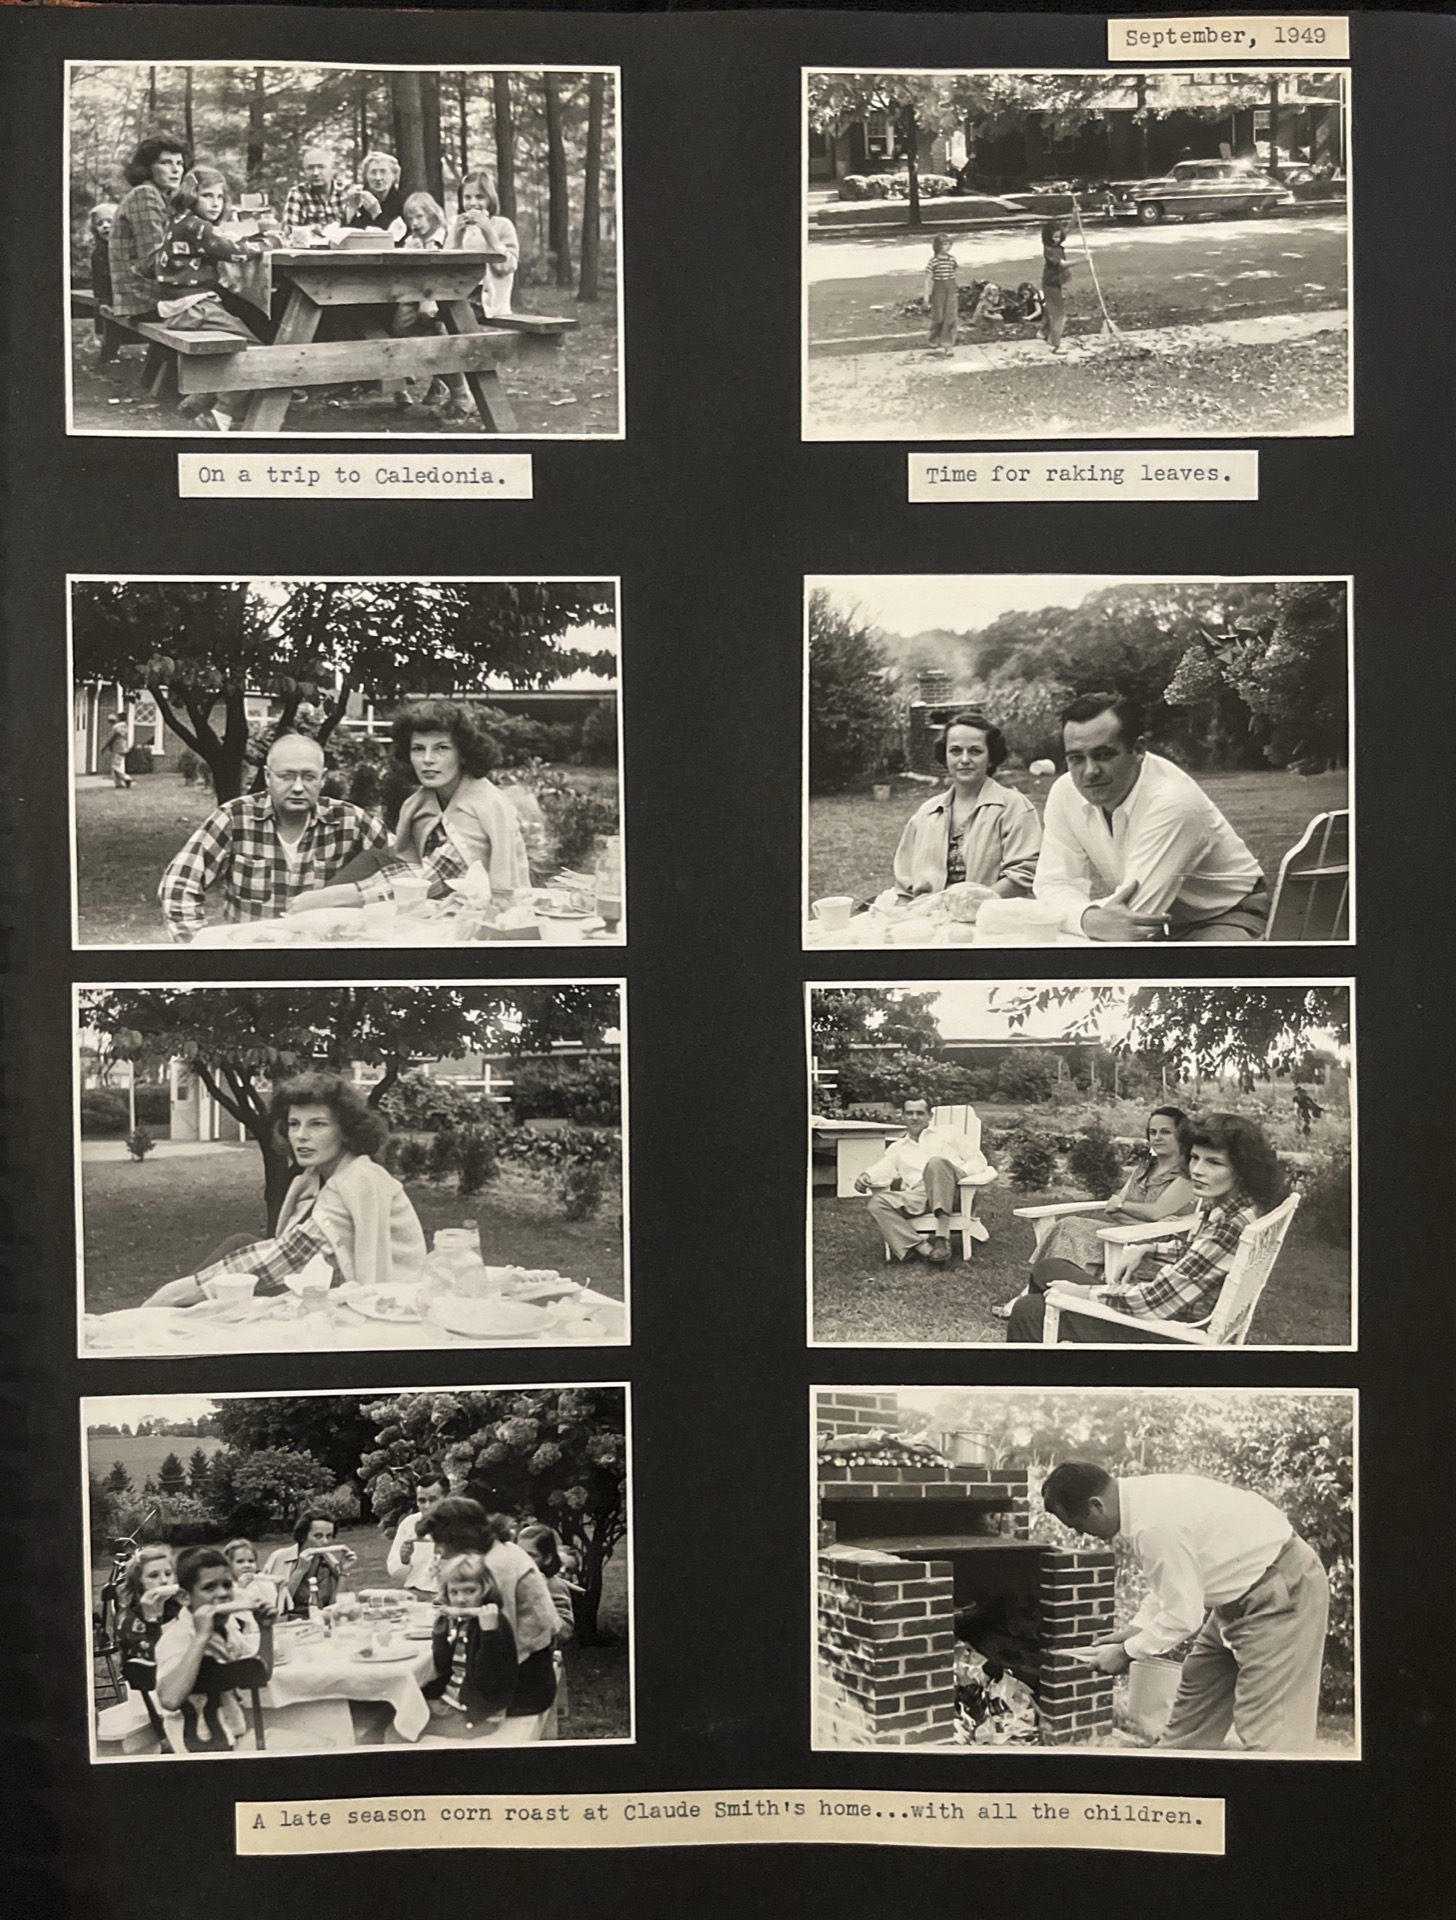 September, 1949
On a trip to Caledonia.
Time for raking leaves.
A late season corn roast at Claude Smith's home...with all the children.